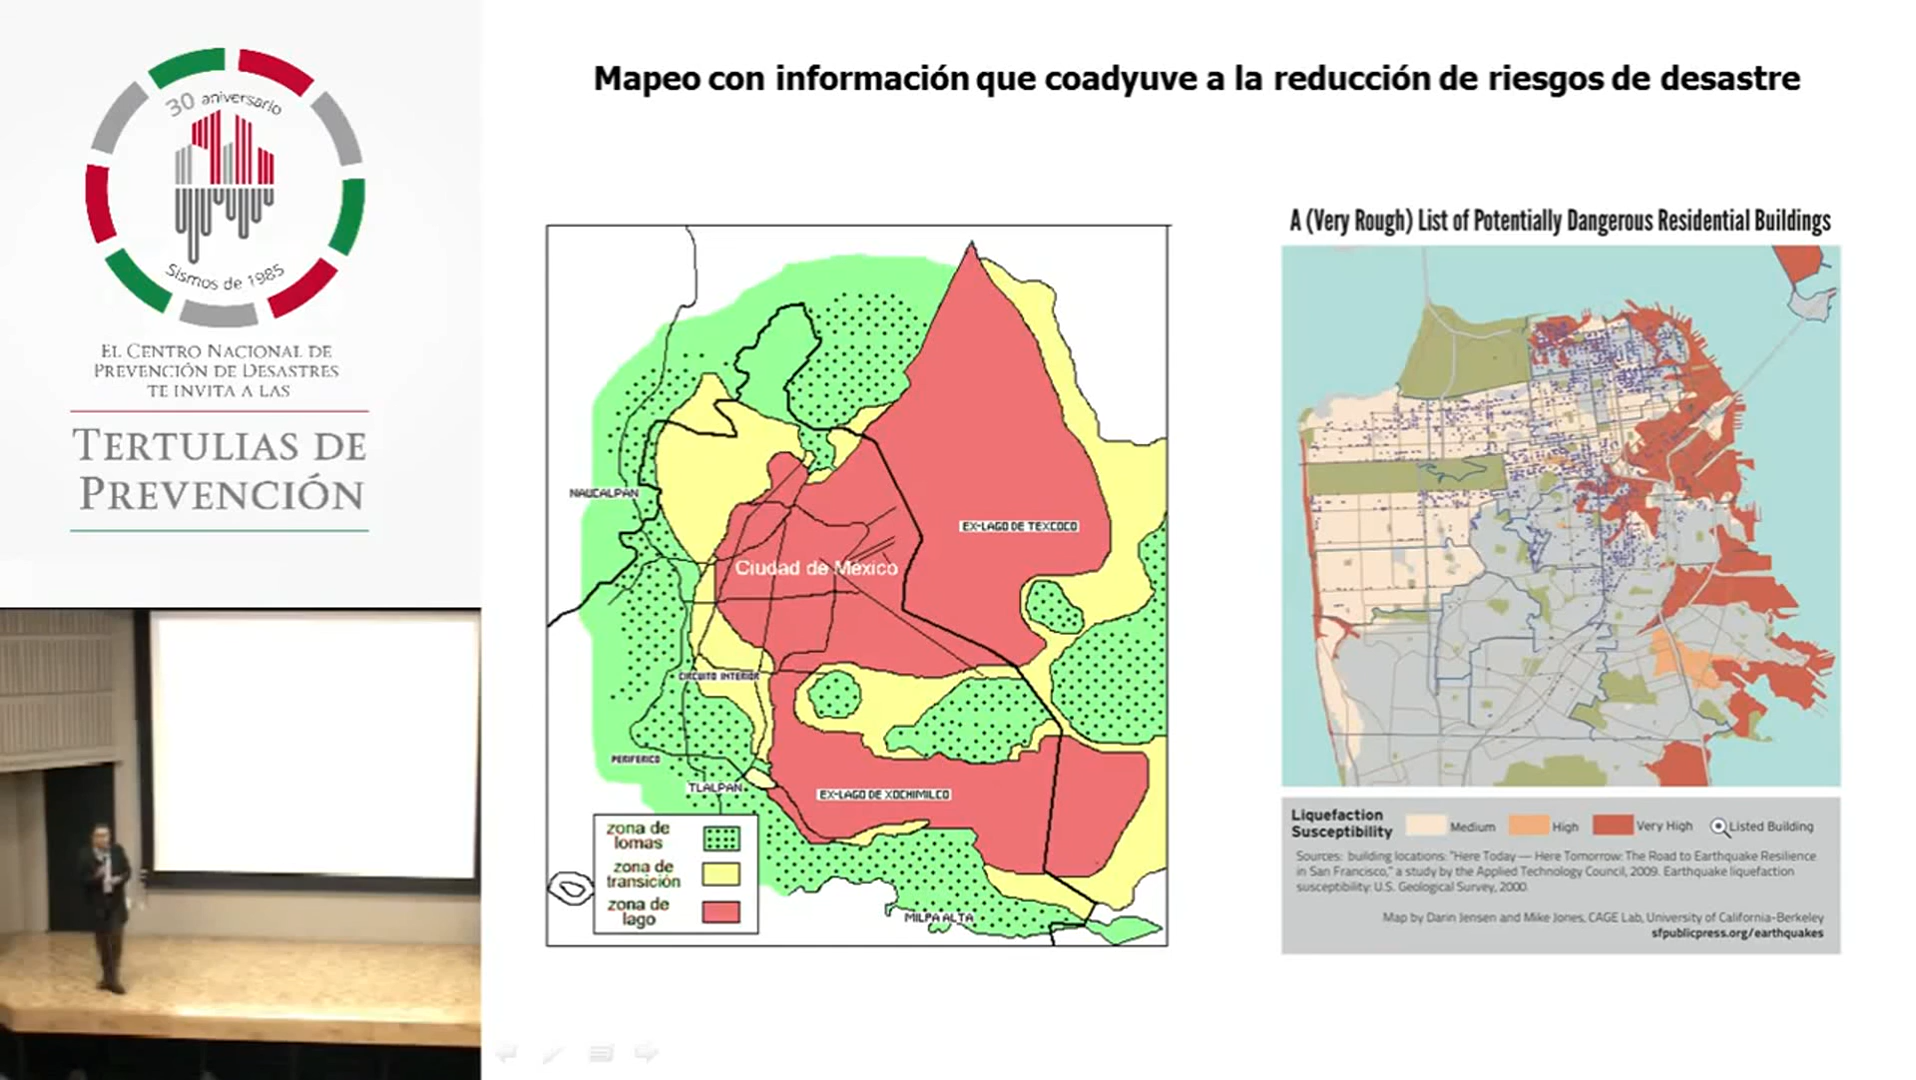 30 aniversario
Sismos de 1985
EL CENTRO NACIONAL DE
PREVENCIÓN DE DESASTRES
TE INVITA A LAS
TERTULIAS DE
PREVENCIÓN
Mapeo con información que coadyuve a la reducción de riesgos de desastre
NAUCALPAN
EX-LAGO DE TEXCOCO
Ciudad de México
CIRCUITO INTERIOR
PERIFERICO
TLALPAN
EX-LAGO DE XOCHIMILCO
MILPA ALTA
zona de
lomas
zona de
transición
zona de
lago
A (Very Rough) List of Potentially Dangerous Residential Buildings
Liquefaction
Susceptibility
Medium
High
Very High
Listed Building
Sources: building locations: "Here Today — Here Tomorrow: The Road to Earthquake Resilience
in San Francisco," a study by the Applied Technology Council, 2009. Earthquake liquefaction
susceptibility: U.S. Geological Survey, 2000.
Map by Darin Jensen and Mike Jones, CAGE Lab, University of California-Berkeley
sfpublicpress.org/earthquakes